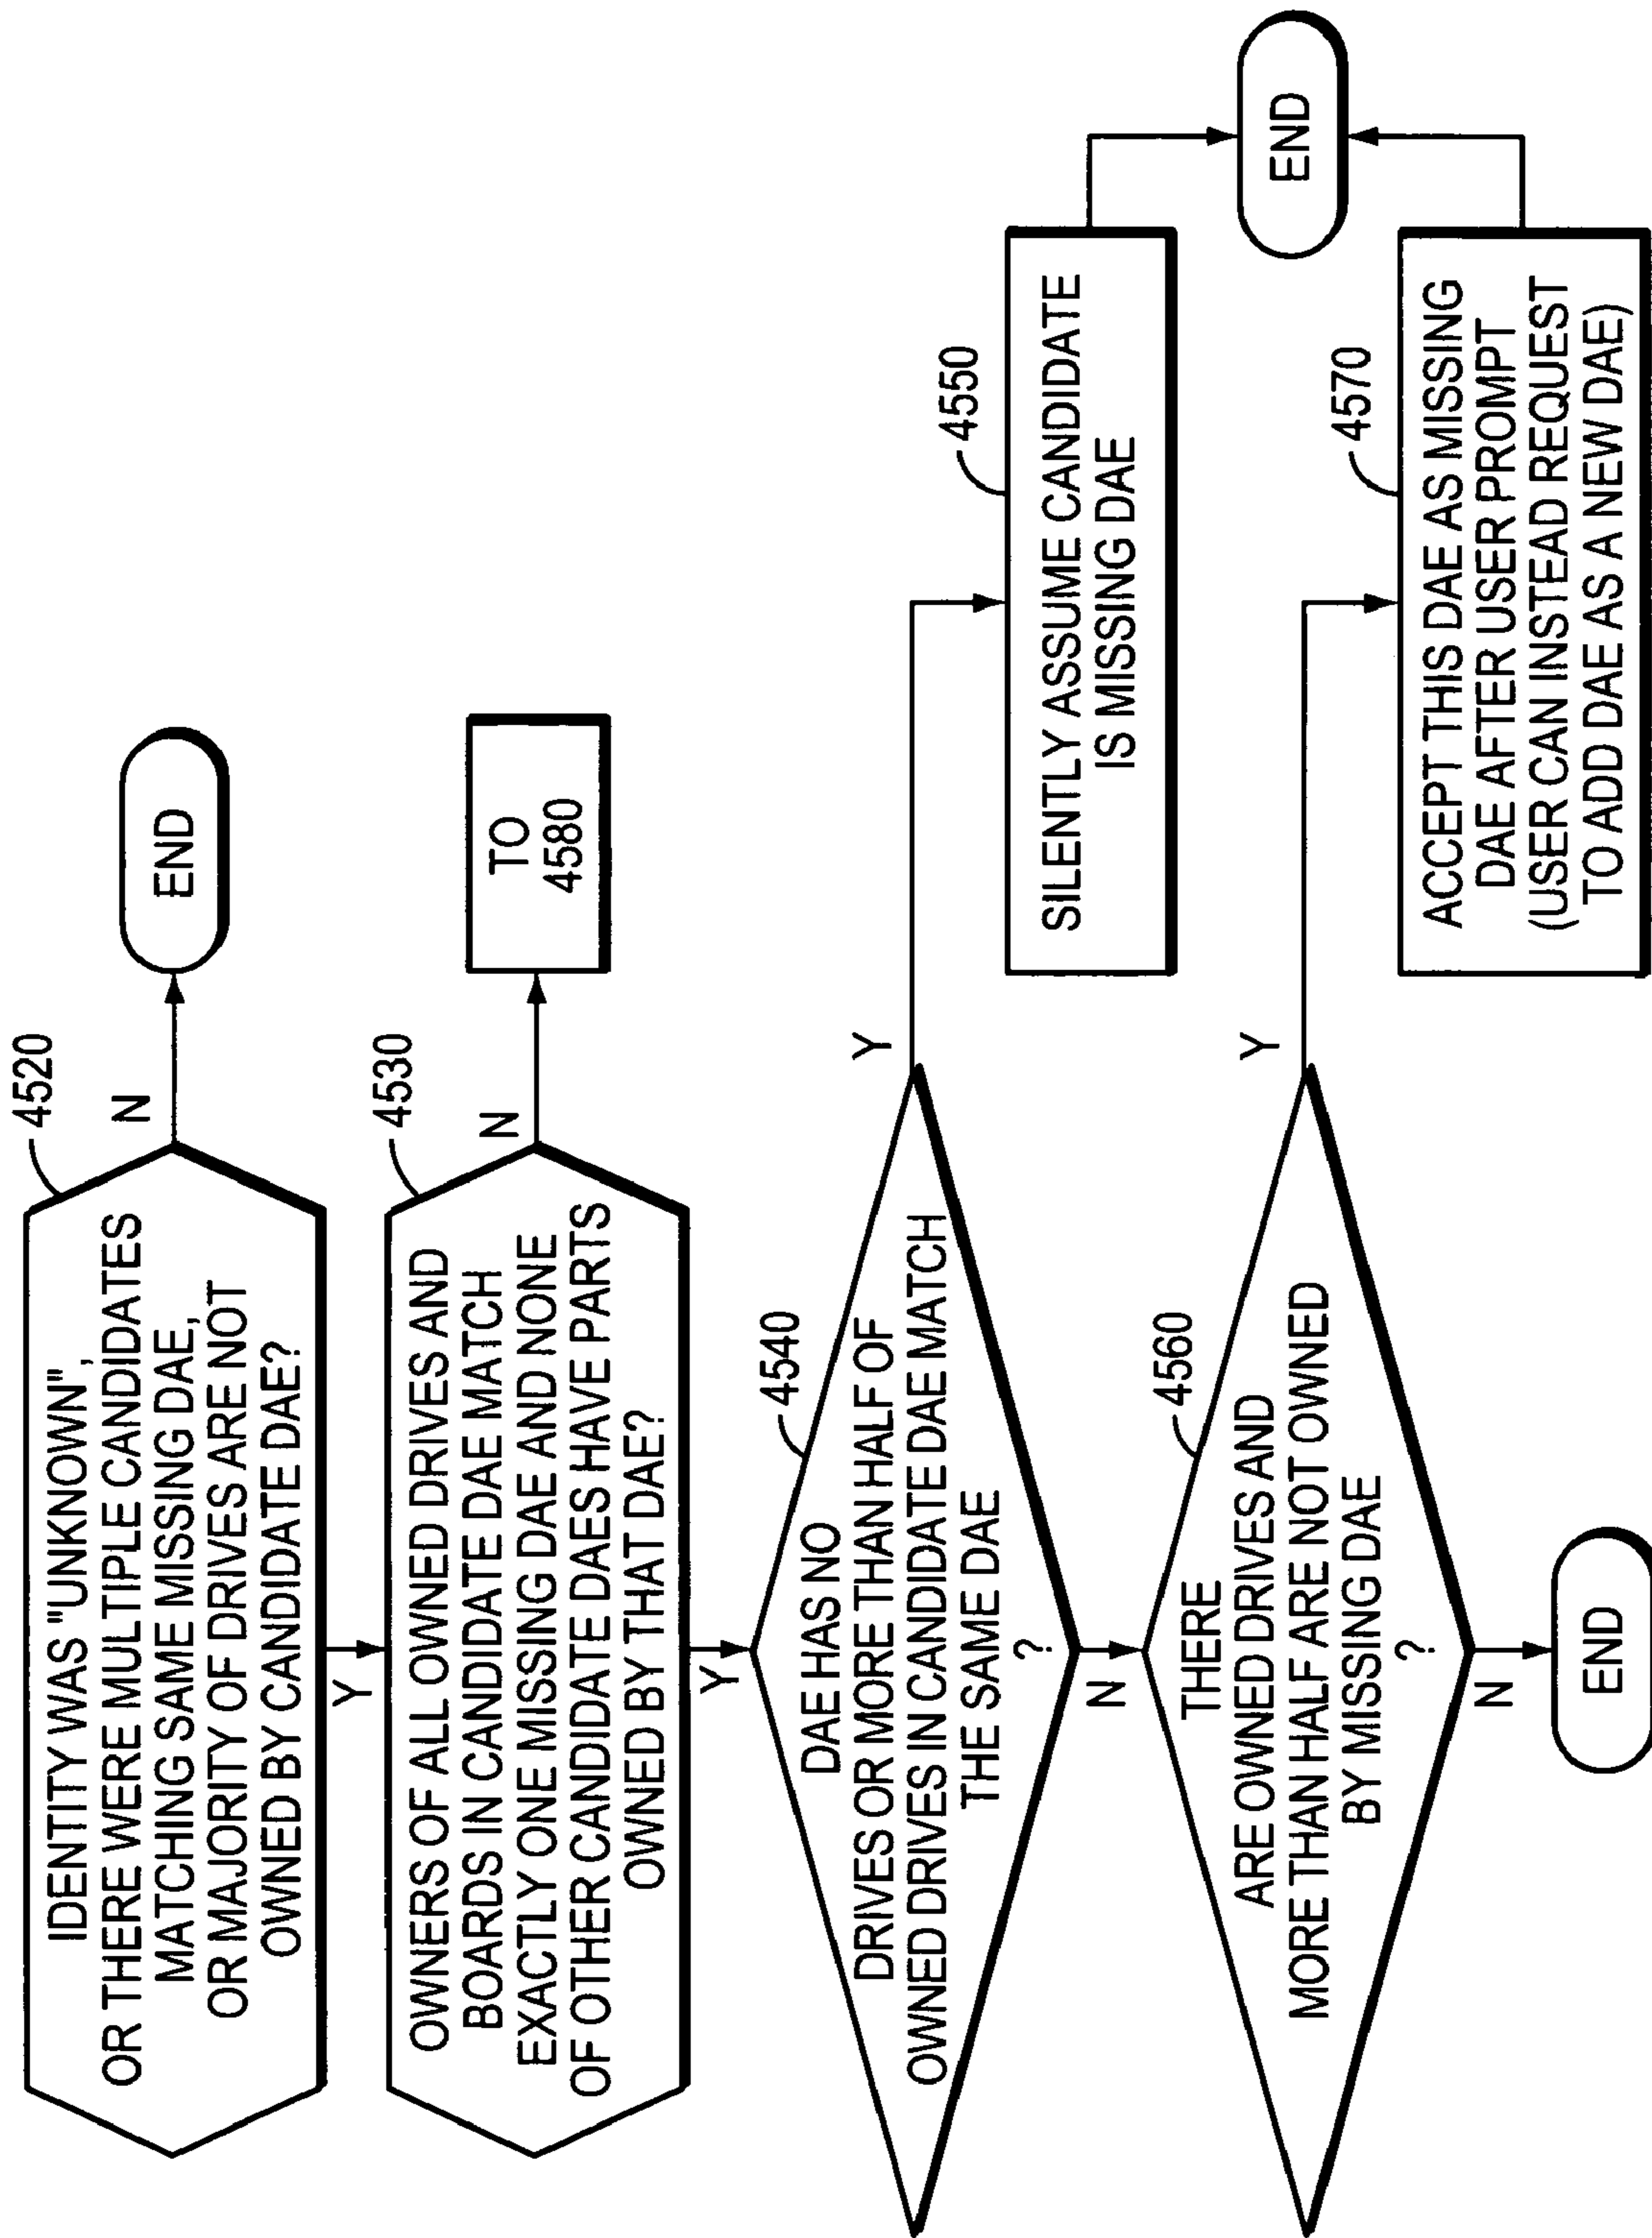 4520
IDENTITY WAS "UNKNOWN",
OR THERE WERE MULTIPLE CANDIDATES
MATCHING SAME MISSING DAE,
OR MAJORITY OF DRIVES ARE NOT
OWNED BY CANDIDATE DAE?
N
END
Y
4530
OWNERS OF ALL OWNED DRIVES AND
BOARDS IN CANDIDATE DAE MATCH
EXACTLY ONE MISSING DAE AND NONE
OF OTHER CANDIDATE DAES HAVE PARTS
OWNED BY THAT DAE?
N
TO
4580
Y
4540
DAE HAS NO
DRIVES OR MORE THAN HALF OF
OWNED DRIVES IN CANDIDATE DAE MATCH
THE SAME DAE
?
Y
4550
SILENTLY ASSUME CANDIDATE
IS MISSING DAE
N
4560
THERE
ARE OWNED DRIVES AND
MORE THAN HALF ARE NOT OWNED
BY MISSING DAE
?
Y
4570
ACCEPT THIS DAE AS MISSING
DAE AFTER USER PROMPT
(USER CAN INSTEAD REQUEST
TO ADD DAE AS A NEW DAE)
END
N
END